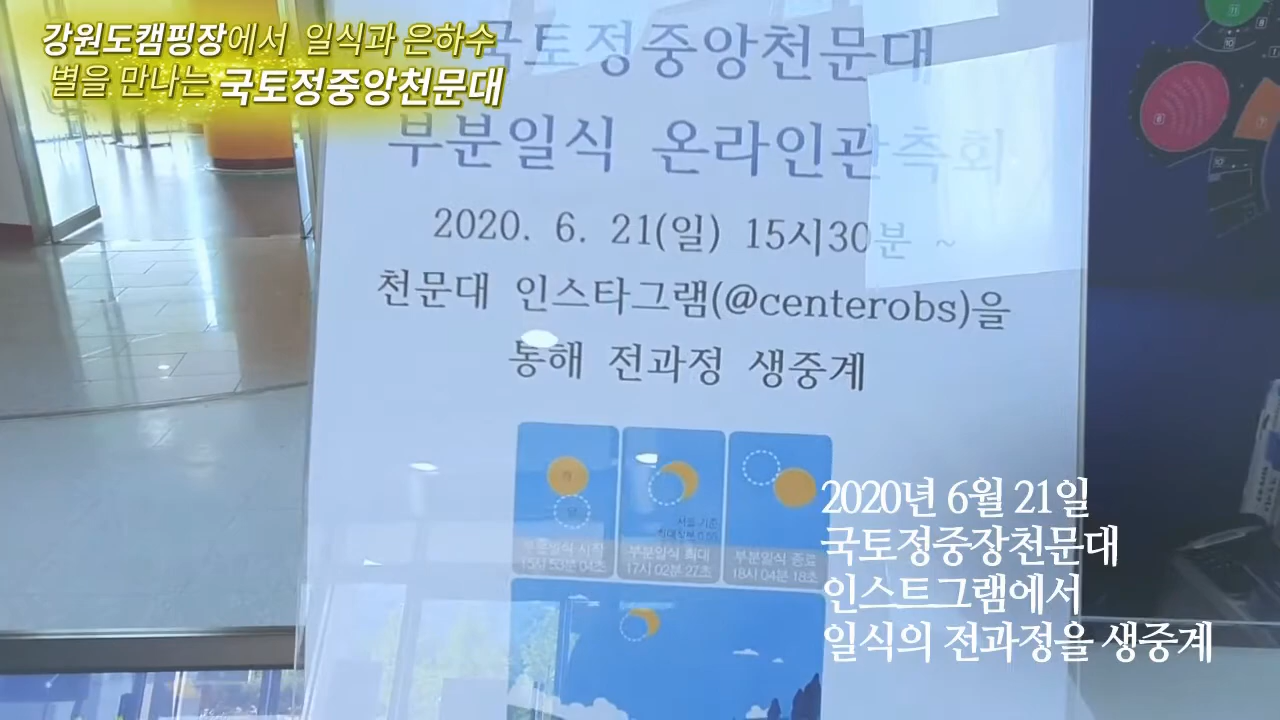 강원도캠핑장에서 일식과 은하수
별을 만나는 국토정중앙천문대
국토정중앙천문대
부분일식 온라인관측회
2020. 6. 21(일) 15시30분 ~
천문대 인스타그램(@centerobs)을
통해 전과정 생중계
서울 기준
부분일식 시작
15시 53분 04초
부분일식 최대
17시 02분 27초
부분일식 종료
18시 04분 18초
2020년 6월 21일
국토정중장천문대
인스트그램에서
일식의 전과정을 생중계